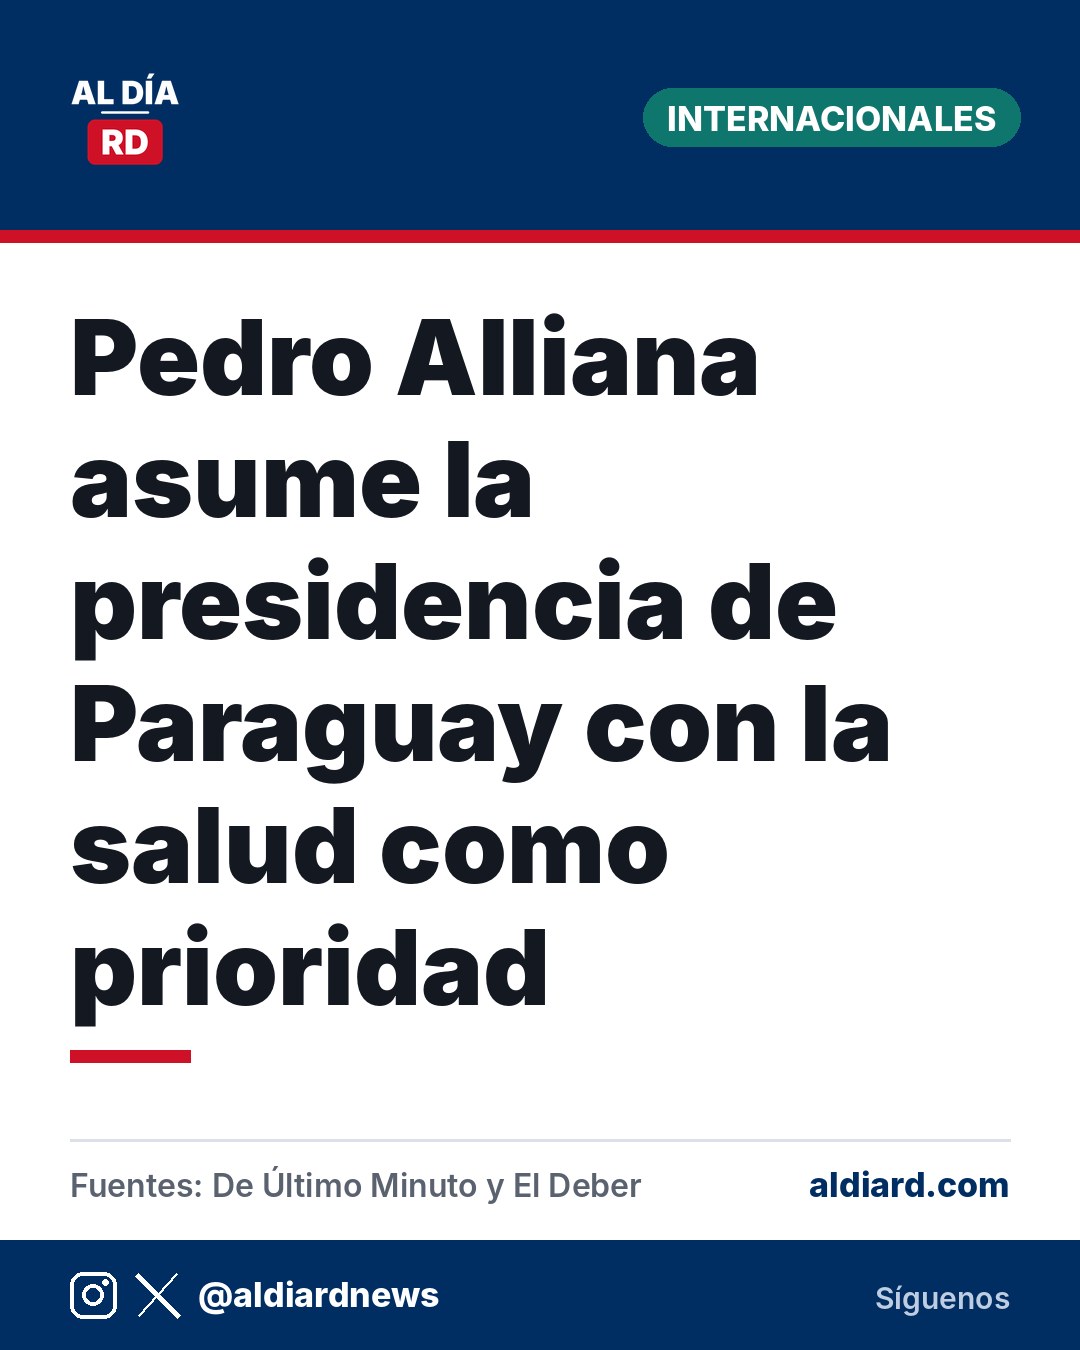 AL DÍA
RD
INTERNACIONALES
Pedro Alliana
asume la
presidencia de
Paraguay con la
salud como
prioridad
Fuentes: De Último Minuto y El Deber
aldiard.com
@aldiardnews
Síguenos